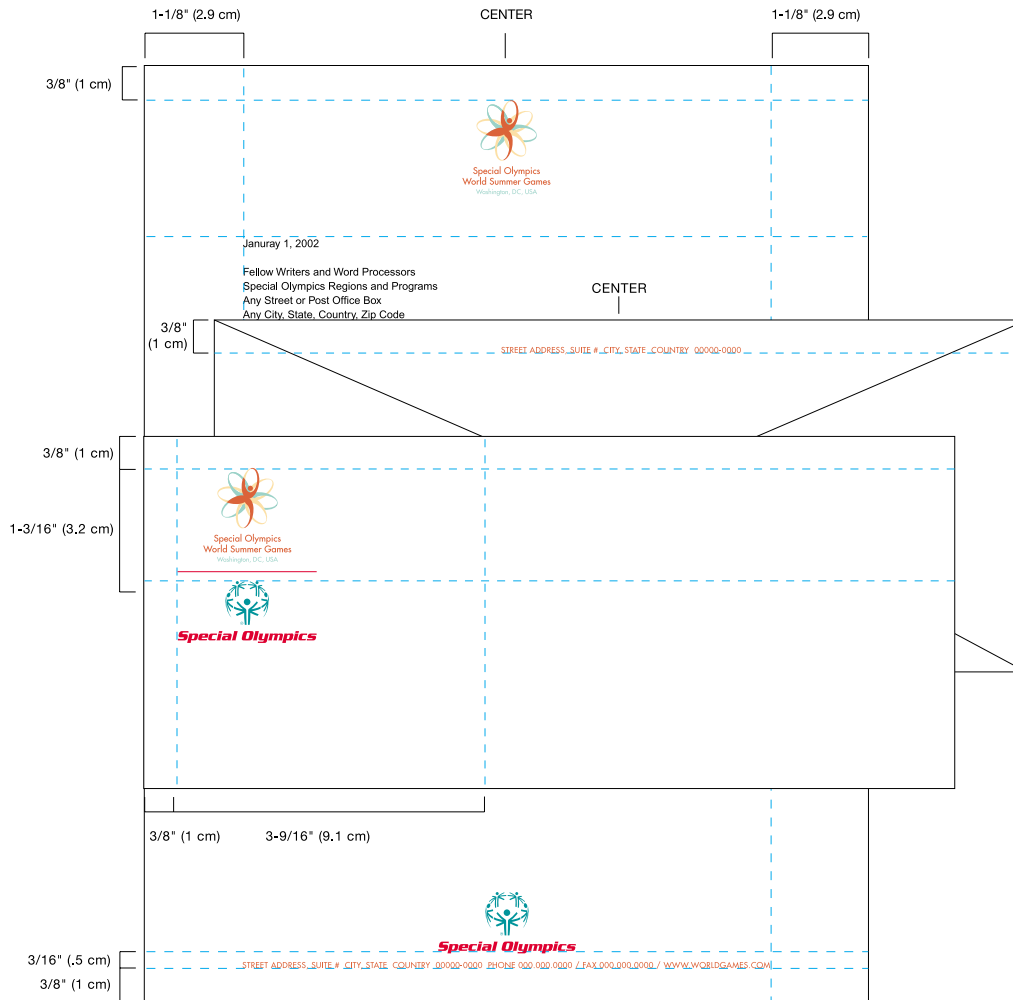 1-1/8" (2.9 cm)
CENTER
1-1/8" (2.9 cm)
3/8" (1 cm)
Special Olympics
World Summer Games
Washington, DC, USA
Januray 1, 2002
Fellow Writers and Word Processors
Special Olympics Regions and Programs
Any Street or Post Office Box
Any City, State, Country, Zip Code
CENTER
3/8"
(1 cm)
STREET ADDRESS SUITE # CITY STATE COUNTRY 00000-0000
3/8" (1 cm)
1-3/16" (3.2 cm)
Special Olympics
World Summer Games
Washington, DC, USA
Special Olympics
3/8" (1 cm)
3-9/16" (9.1 cm)
Special Olympics
3/16" (.5 cm)
STREET ADDRESS SUITE # CITY STATE COUNTRY 00000-0000 PHONE 000.000.0000 / FAX 000.000.0000 / WWW.WORLDGAMES.COM
3/8" (1 cm)